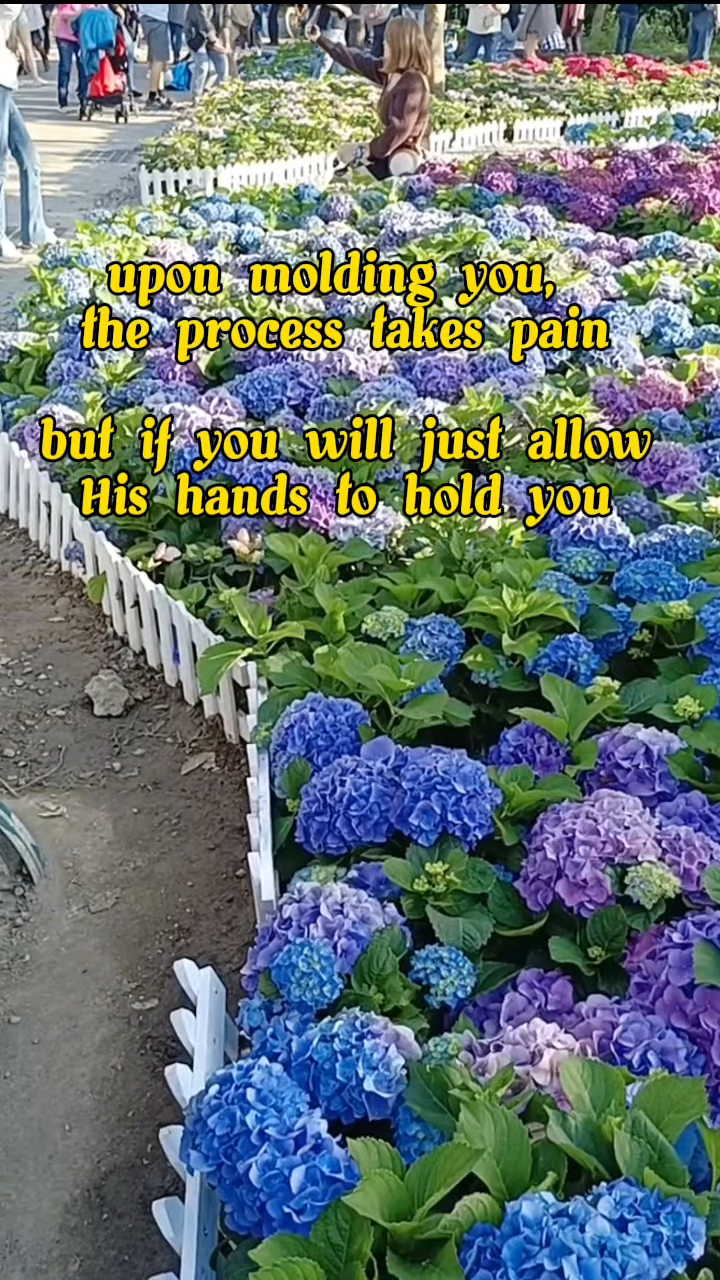 upon molding you,
the process takes pain
but if you will just allow
His hands to hold you